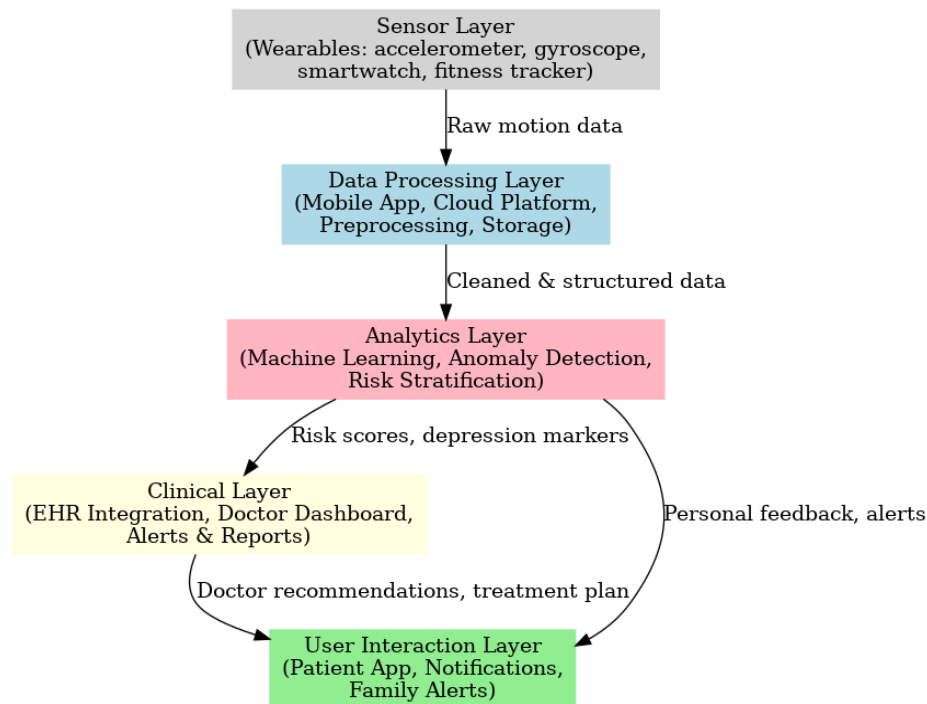 Sensor Layer
(Wearables: accelerometer, gyroscope,
smartwatch, fitness tracker)
Raw motion data
Data Processing Layer
(Mobile App, Cloud Platform,
Preprocessing, Storage)
Cleaned & structured data
Analytics Layer
(Machine Learning, Anomaly Detection,
Risk Stratification)
Risk scores, depression markers
Clinical Layer
(EHR Integration, Doctor Dashboard,
Alerts & Reports)
Personal feedback, alerts
Doctor recommendations, treatment plan
User Interaction Layer
(Patient App, Notifications,
Family Alerts)